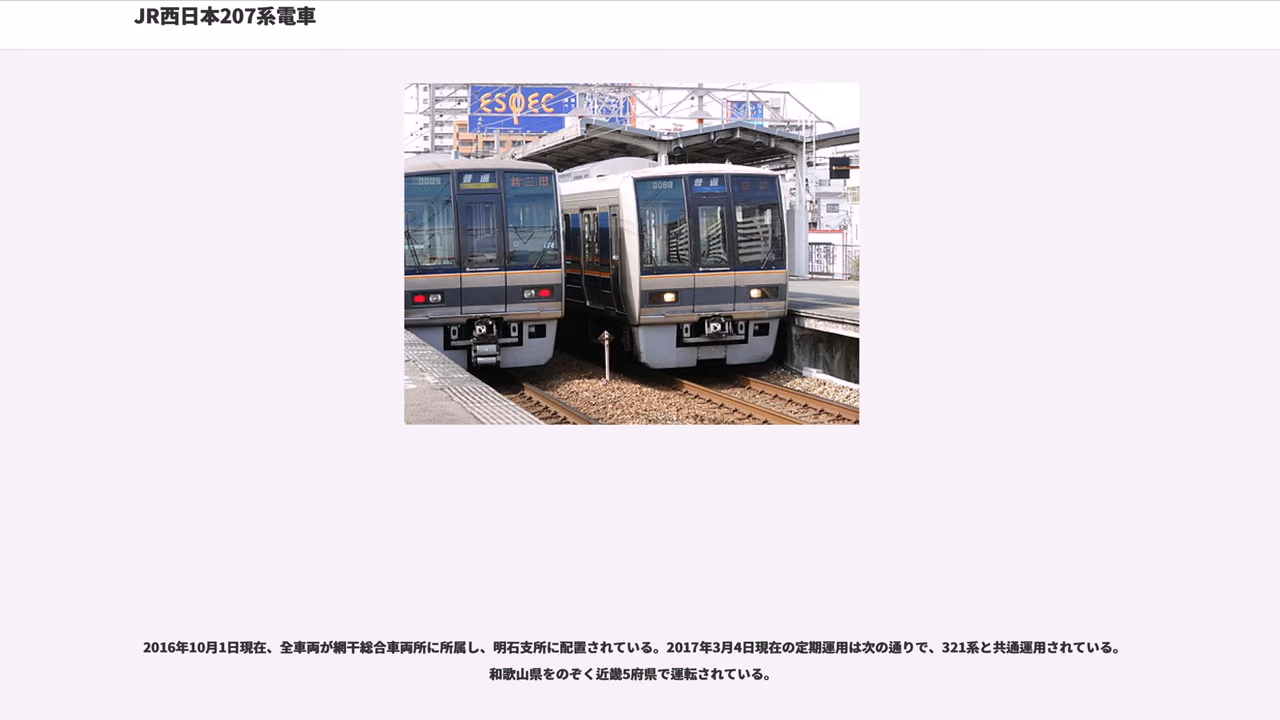 JR西日本207系電車
ESPEC
普通
新三田
普通
2016年10月1日現在、全車両が網干総合車両所に所属し、明石支所に配置されている。2017年3月4日現在の定期運用は次の通りで、321系と共通運用されている。
和歌山県をのぞく近畿5府県で運転されている。